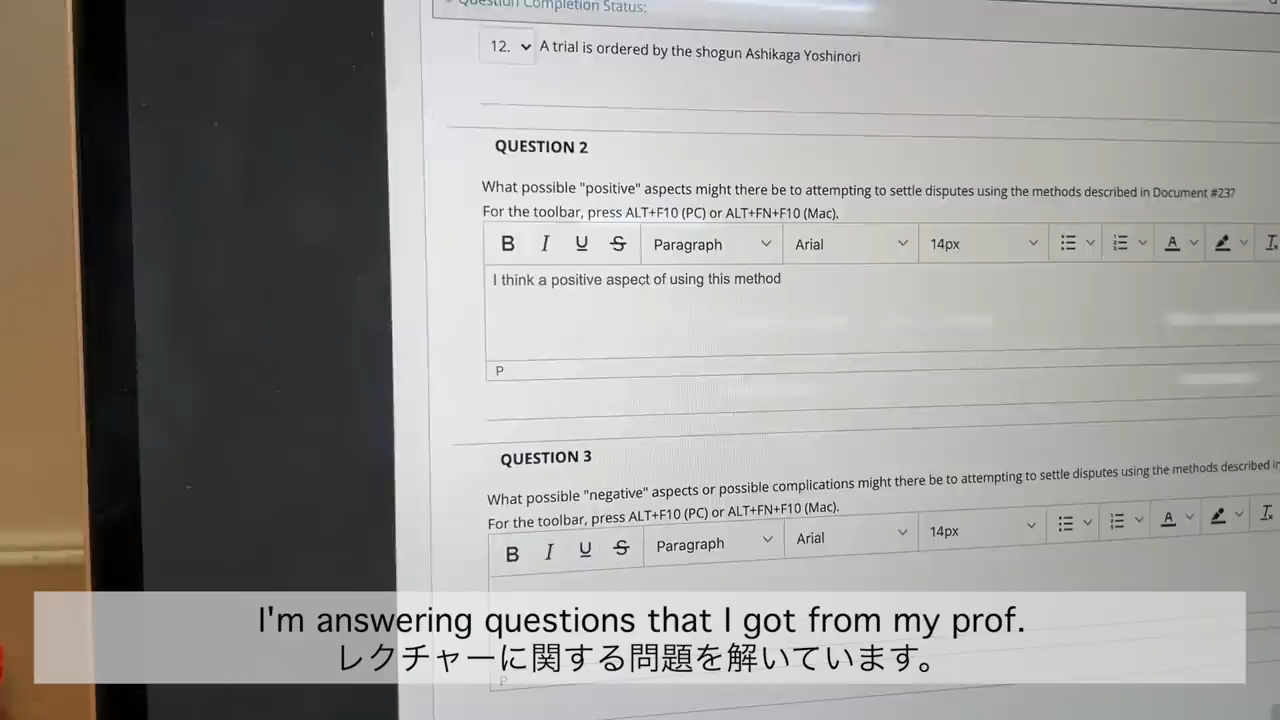 Question Completion Status:
12. A trial is ordered by the shogun Ashikaga Yoshinori
QUESTION 2
What possible "positive" aspects might there be to attempting to settle disputes using the methods described in Document #23?
For the toolbar, press ALT+F10 (PC) or ALT+FN+F10 (Mac).
B I U S Paragraph Arial 14px A
I think a positive aspect of using this method
P
QUESTION 3
What possible "negative" aspects or possible complications might there be to attempting to settle disputes using the methods described in
For the toolbar, press ALT+F10 (PC) or ALT+FN+F10 (Mac).
B I U S Paragraph Arial 14px A
I'm answering questions that I got from my prof.
レクチャーに関する問題を解いています。
P